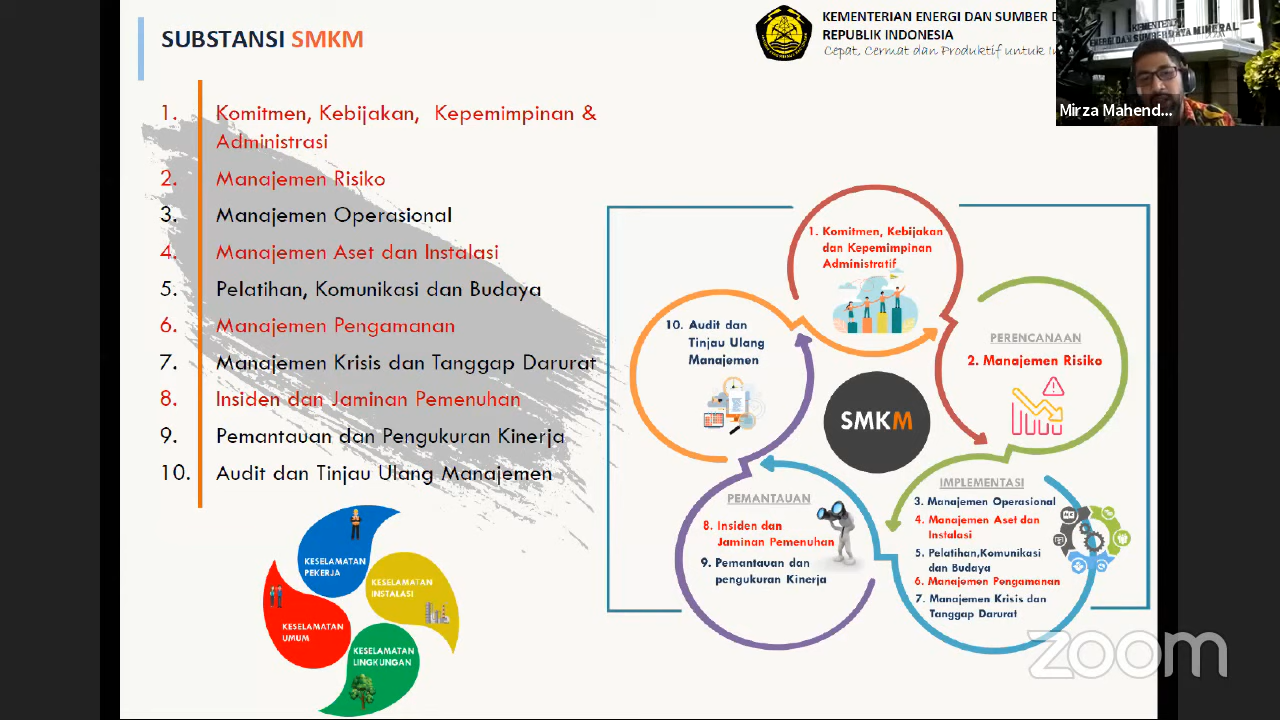 SUBSTANSI SMKM
KEMENTERIAN ENERGI DAN SUMBER D
REPUBLIK INDONESIA
Cepat, Cermat dan Produktif untuk I
KEMENTERIAN
ENERGI DAN SUMBER DAYA MINERAL
Mirza Mahend...
1. Komitmen, Kebijakan, Kepemimpinan &
Administrasi
2. Manajemen Risiko
3. Manajemen Operasional
4. Manajemen Aset dan Instalasi
5. Pelatihan, Komunikasi dan Budaya
6. Manajemen Pengamanan
7. Manajemen Krisis dan Tanggap Darurat
8. Insiden dan Jaminan Pemenuhan
9. Pemantauan dan Pengukuran Kinerja
10. Audit dan Tinjau Ulang Manajemen
KESELAMATAN
PEKERJA
KESELAMATAN
INSTALASI
KESELAMATAN
UMUM
KESELAMATAN
LINGKUNGAN
1. Komitmen, Kebijakan
dan Kepemimpinan
Administratif
PERENCANAAN
2. Manajemen Risiko
IMPLEMENTASI
3. Manajemen Operasional
4. Manajemen Aset dan
Instalasi
5. Pelatihan,Komunikasi
dan Budaya
6. Manajemen Pengamanan
7. Manajemen Krisis dan
Tanggap Darurat
PEMANTAUAN
8. Insiden dan
Jaminan Pemenuhan
9. Pemantauan dan
pengukuran Kinerja
10. Audit dan
Tinjau Ulang
Manajemen
SMKM
zoom